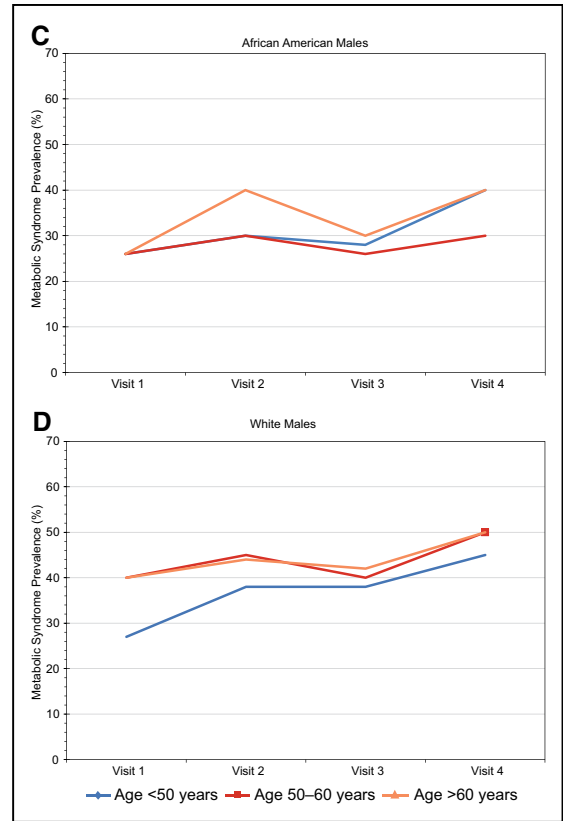 C
African American Males
Metabolic Syndrome Prevalence (%)
70
60
50
40
30
20
10
0
Visit 1 Visit 2 Visit 3 Visit 4
D
White Males
Metabolic Syndrome Prevalence (%)
70
60
50
40
30
20
10
0
Visit 1 Visit 2 Visit 3 Visit 4
Age <50 years Age 50–60 years Age >60 years